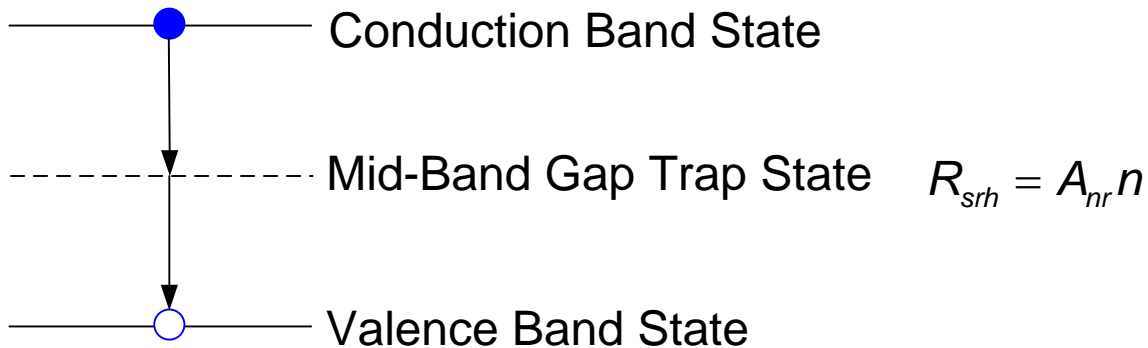 Conduction Band State
Mid-Band Gap Trap State R_srh = A_nr n
Valence Band State